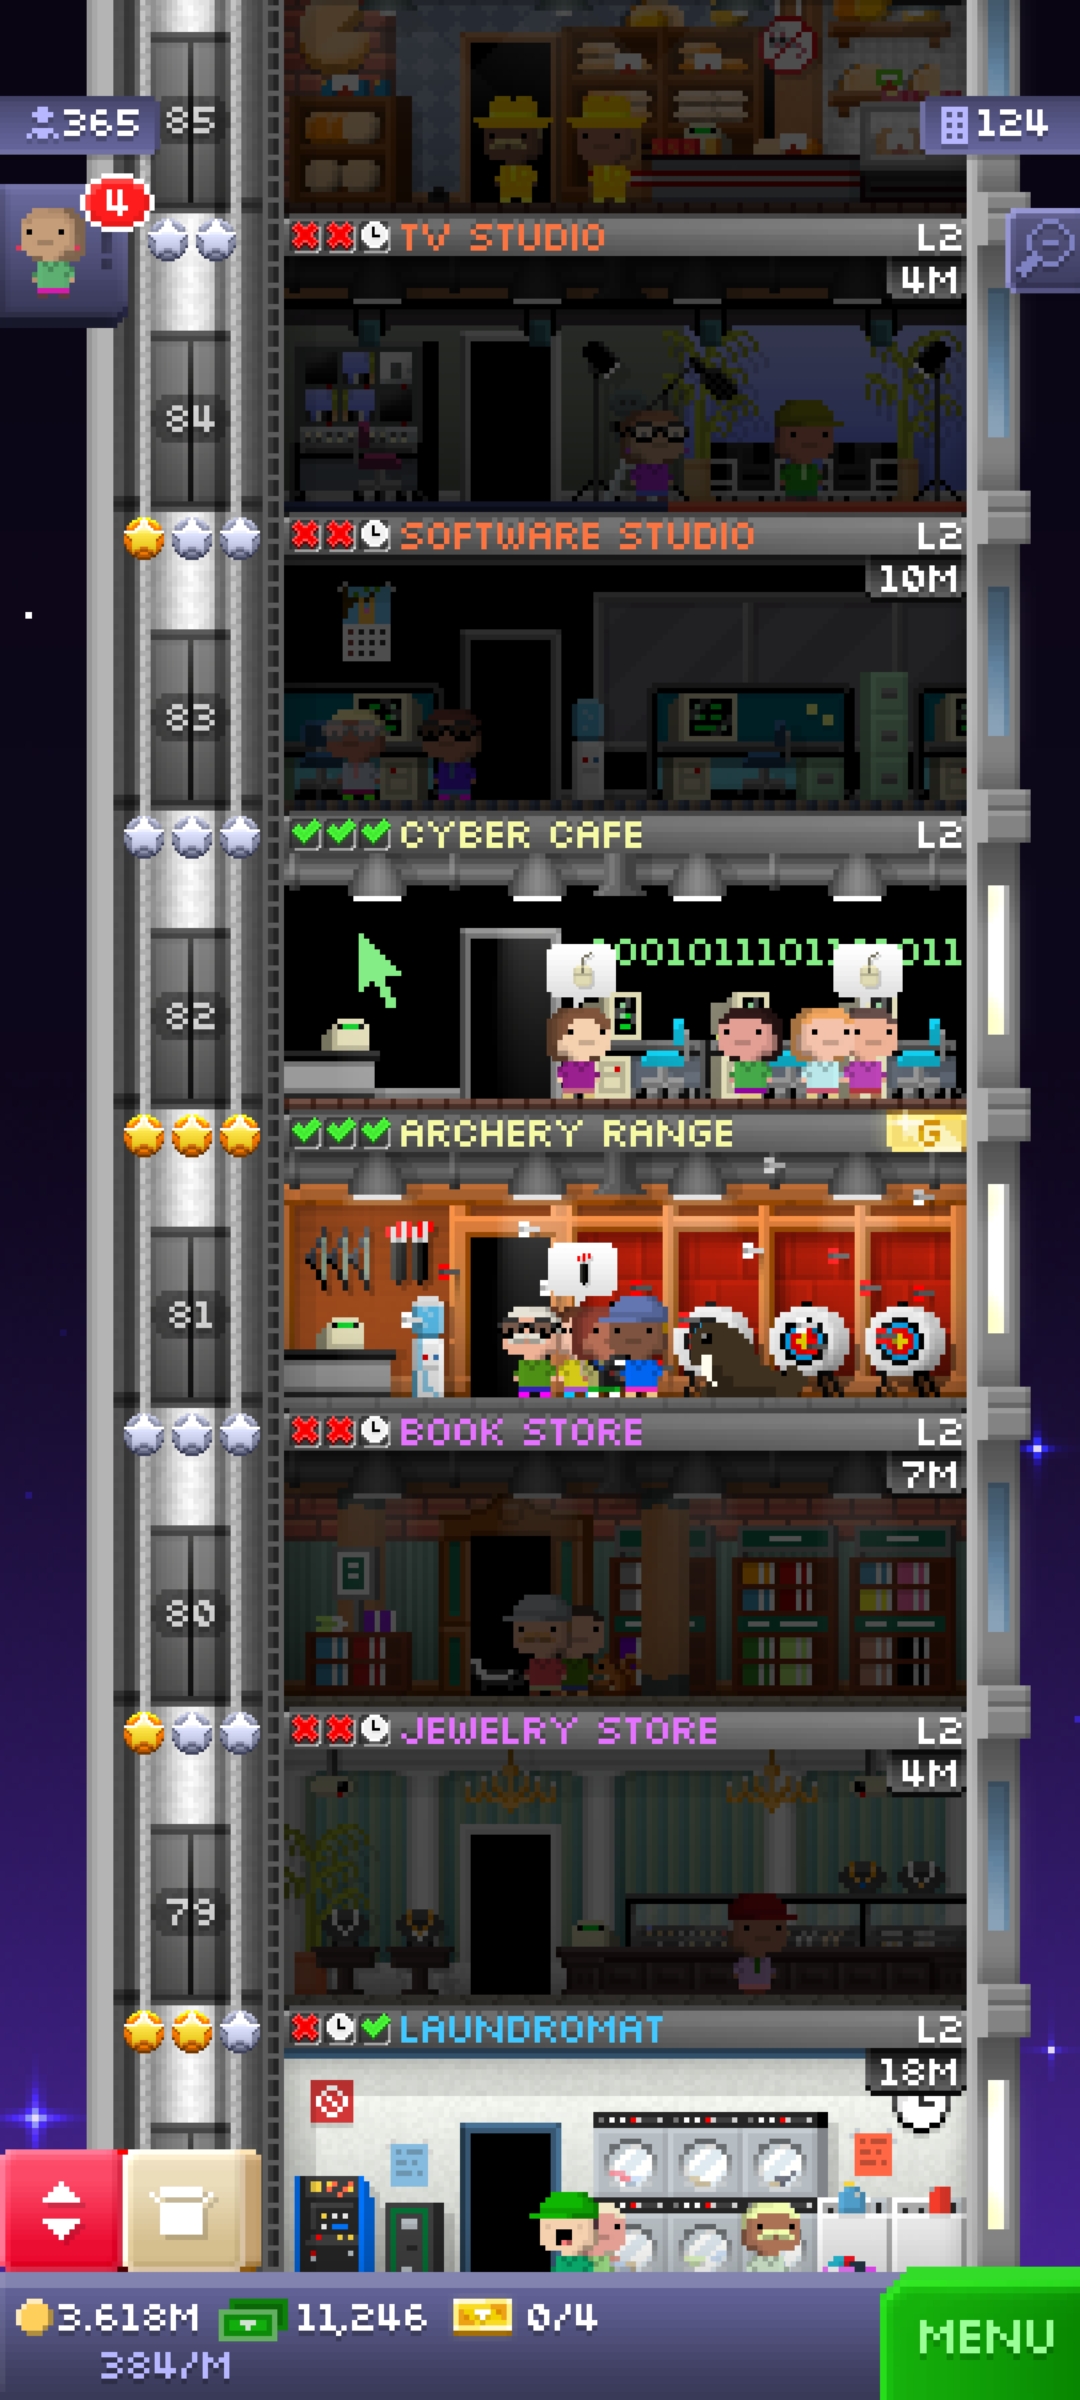 365
85
124
4
TV STUDIO
L2
4M
84
SOFTWARE STUDIO
L2
10M
83
CYBER CAFE
L2
82
ARCHERY RANGE
G
81
BOOK STORE
L2
7M
80
JEWELRY STORE
L2
4M
79
LAUNDROMAT
L2
18M
3.618M
11,246
0/4
384/M
MENU